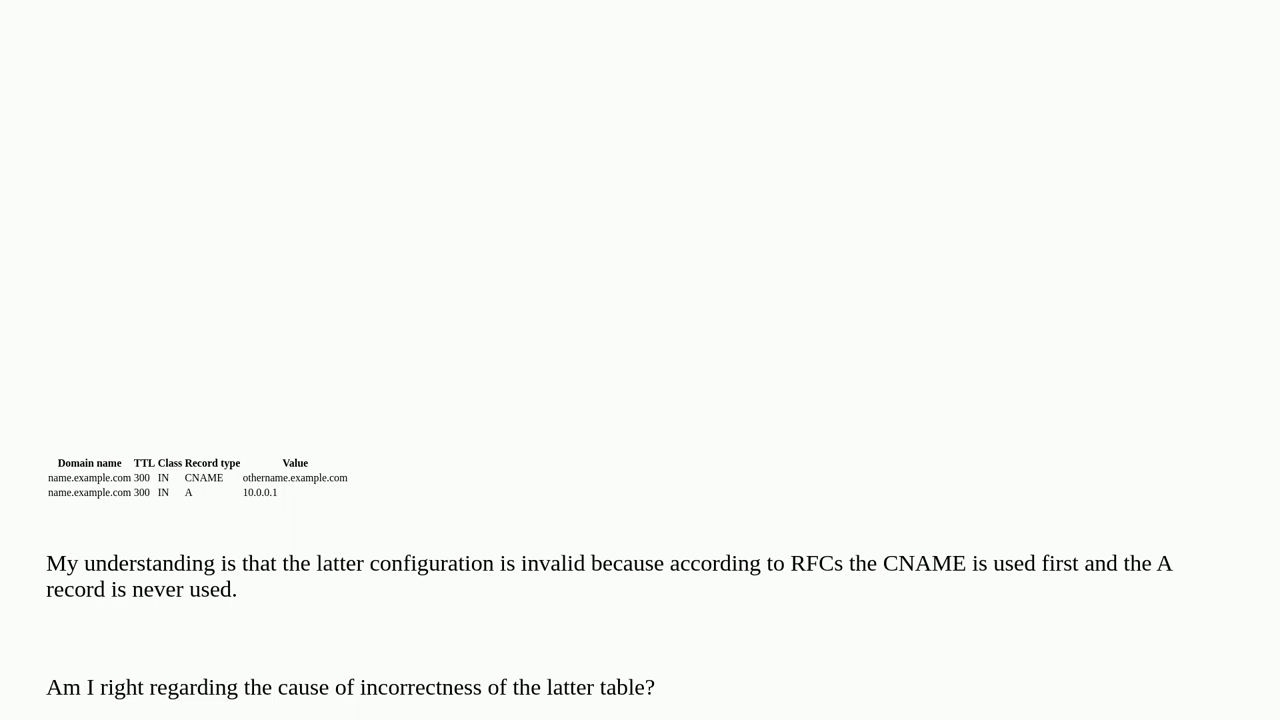 Domain name TTL Class Record type Value
name.example.com 300 IN CNAME othername.example.com
name.example.com 300 IN A 10.0.0.1
My understanding is that the latter configuration is invalid because according to RFCs the CNAME is used first and the A
record is never used.
Am I right regarding the cause of incorrectness of the latter table?